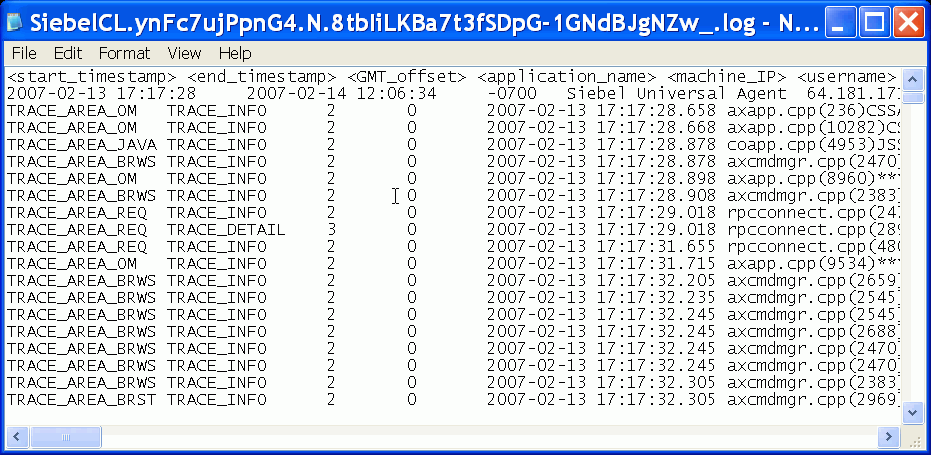 SiebelCL.ynFc7ujPpnG4.N.8tbIiLKBa7t3fSDpG-1GNdBJgNZw_.log - N...
File Edit Format View Help
<start_timestamp> <end_timestamp> <GMT_offset> <application_name> <machine_IP> <username>
2007-02-13 17:17:28 2007-02-14 12:06:34 -0700 Siebel Universal Agent 64.181.17
TRACE_AREA_OM TRACE_INFO 2 0 2007-02-13 17:17:28.658 axapp.cpp(236)CSSA
TRACE_AREA_OM TRACE_INFO 2 0 2007-02-13 17:17:28.668 axapp.cpp(10282)CS
TRACE_AREA_JAVA TRACE_INFO 2 0 2007-02-13 17:17:28.878 coapp.cpp(4953)JSS
TRACE_AREA_BRWS TRACE_INFO 2 0 2007-02-13 17:17:28.878 axcmdmgr.cpp(2470
TRACE_AREA_OM TRACE_INFO 2 0 2007-02-13 17:17:28.898 axapp.cpp(8960)**
TRACE_AREA_BRWS TRACE_INFO 2 0 2007-02-13 17:17:28.908 axcmdmgr.cpp(2383)
TRACE_AREA_REQ TRACE_INFO 2 0 2007-02-13 17:17:29.018 rpcconnect.cpp(247
TRACE_AREA_REQ TRACE_DETAIL 3 0 2007-02-13 17:17:29.018 rpcconnect.cpp(289
TRACE_AREA_REQ TRACE_INFO 2 0 2007-02-13 17:17:31.655 rpcconnect.cpp(480
TRACE_AREA_OM TRACE_INFO 2 0 2007-02-13 17:17:31.715 axapp.cpp(9534)**
TRACE_AREA_BRWS TRACE_INFO 2 0 2007-02-13 17:17:32.205 axcmdmgr.cpp(2659)
TRACE_AREA_BRWS TRACE_INFO 2 0 2007-02-13 17:17:32.235 axcmdmgr.cpp(2545)
TRACE_AREA_BRWS TRACE_INFO 2 0 2007-02-13 17:17:32.245 axcmdmgr.cpp(2545)
TRACE_AREA_BRWS TRACE_INFO 2 0 2007-02-13 17:17:32.245 axcmdmgr.cpp(2688)
TRACE_AREA_BRWS TRACE_INFO 2 0 2007-02-13 17:17:32.245 axcmdmgr.cpp(2470)
TRACE_AREA_BRWS TRACE_INFO 2 0 2007-02-13 17:17:32.245 axcmdmgr.cpp(2470)
TRACE_AREA_BRWS TRACE_INFO 2 0 2007-02-13 17:17:32.305 axcmdmgr.cpp(2383)
TRACE_AREA_BRST TRACE_INFO 2 0 2007-02-13 17:17:32.305 axcmdmgr.cpp(2969)